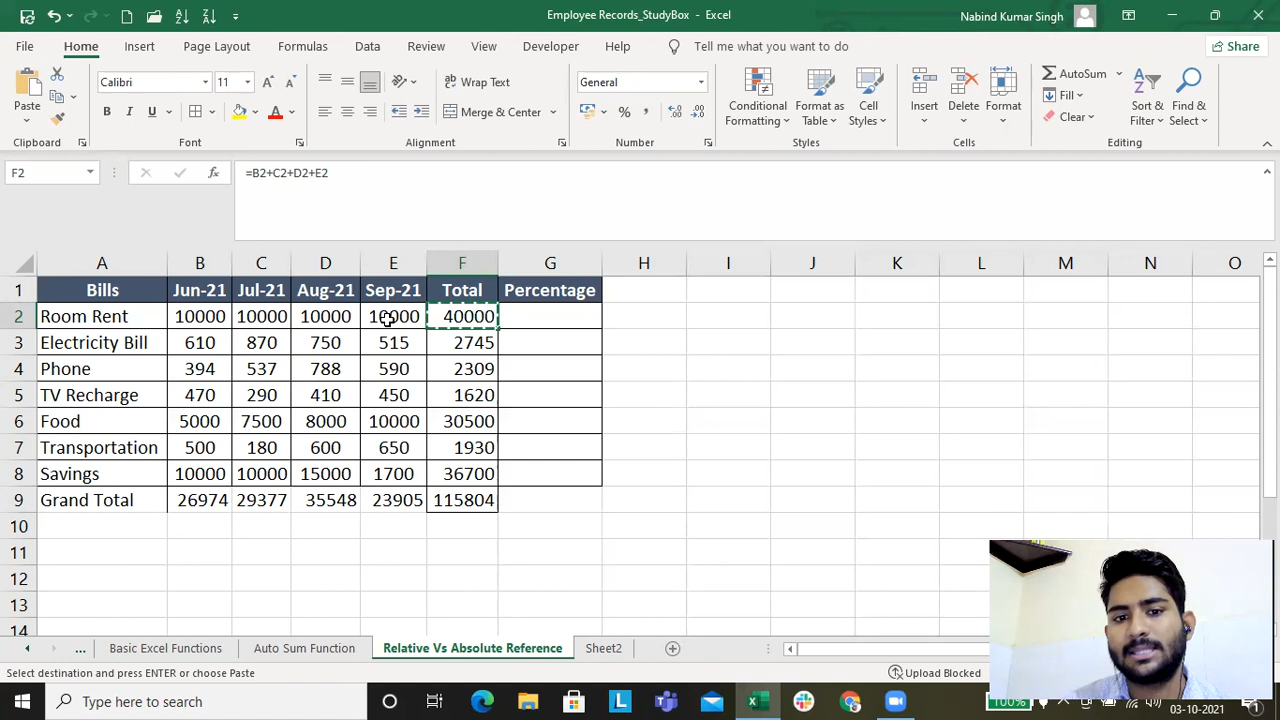 Employee Records_StudyBox - Excel
Nabind Kumar Singh
File Home Insert Page Layout Formulas Data Review View Developer Help Tell me what you want to do Share
Paste
Calibri 11
Wrap Text
Merge & Center
General
Conditional Formatting
Format as Table
Cell Styles
Insert Delete Format
AutoSum
Fill
Clear
Sort & Filter
Find & Select
Clipboard Font Alignment Number Styles Cells Editing
F2 =B2+C2+D2+E2
A B C D E F G H I J K L M N O
1 Bills Jun-21 Jul-21 Aug-21 Sep-21 Total Percentage
2 Room Rent 10000 10000 10000 10000 40000
3 Electricity Bill 610 870 750 515 2745
4 Phone 394 537 788 590 2309
5 TV Recharge 470 290 410 450 1620
6 Food 5000 7500 8000 10000 30500
7 Transportation 500 180 600 650 1930
8 Savings 10000 10000 15000 1700 36700
9 Grand Total 26974 29377 35548 23905 115804
10
11
12
13
14
... Basic Excel Functions Auto Sum Function Relative Vs Absolute Reference Sheet2
Select destination and press ENTER or choose Paste Upload Blocked
100%
Type here to search
03-10-2021